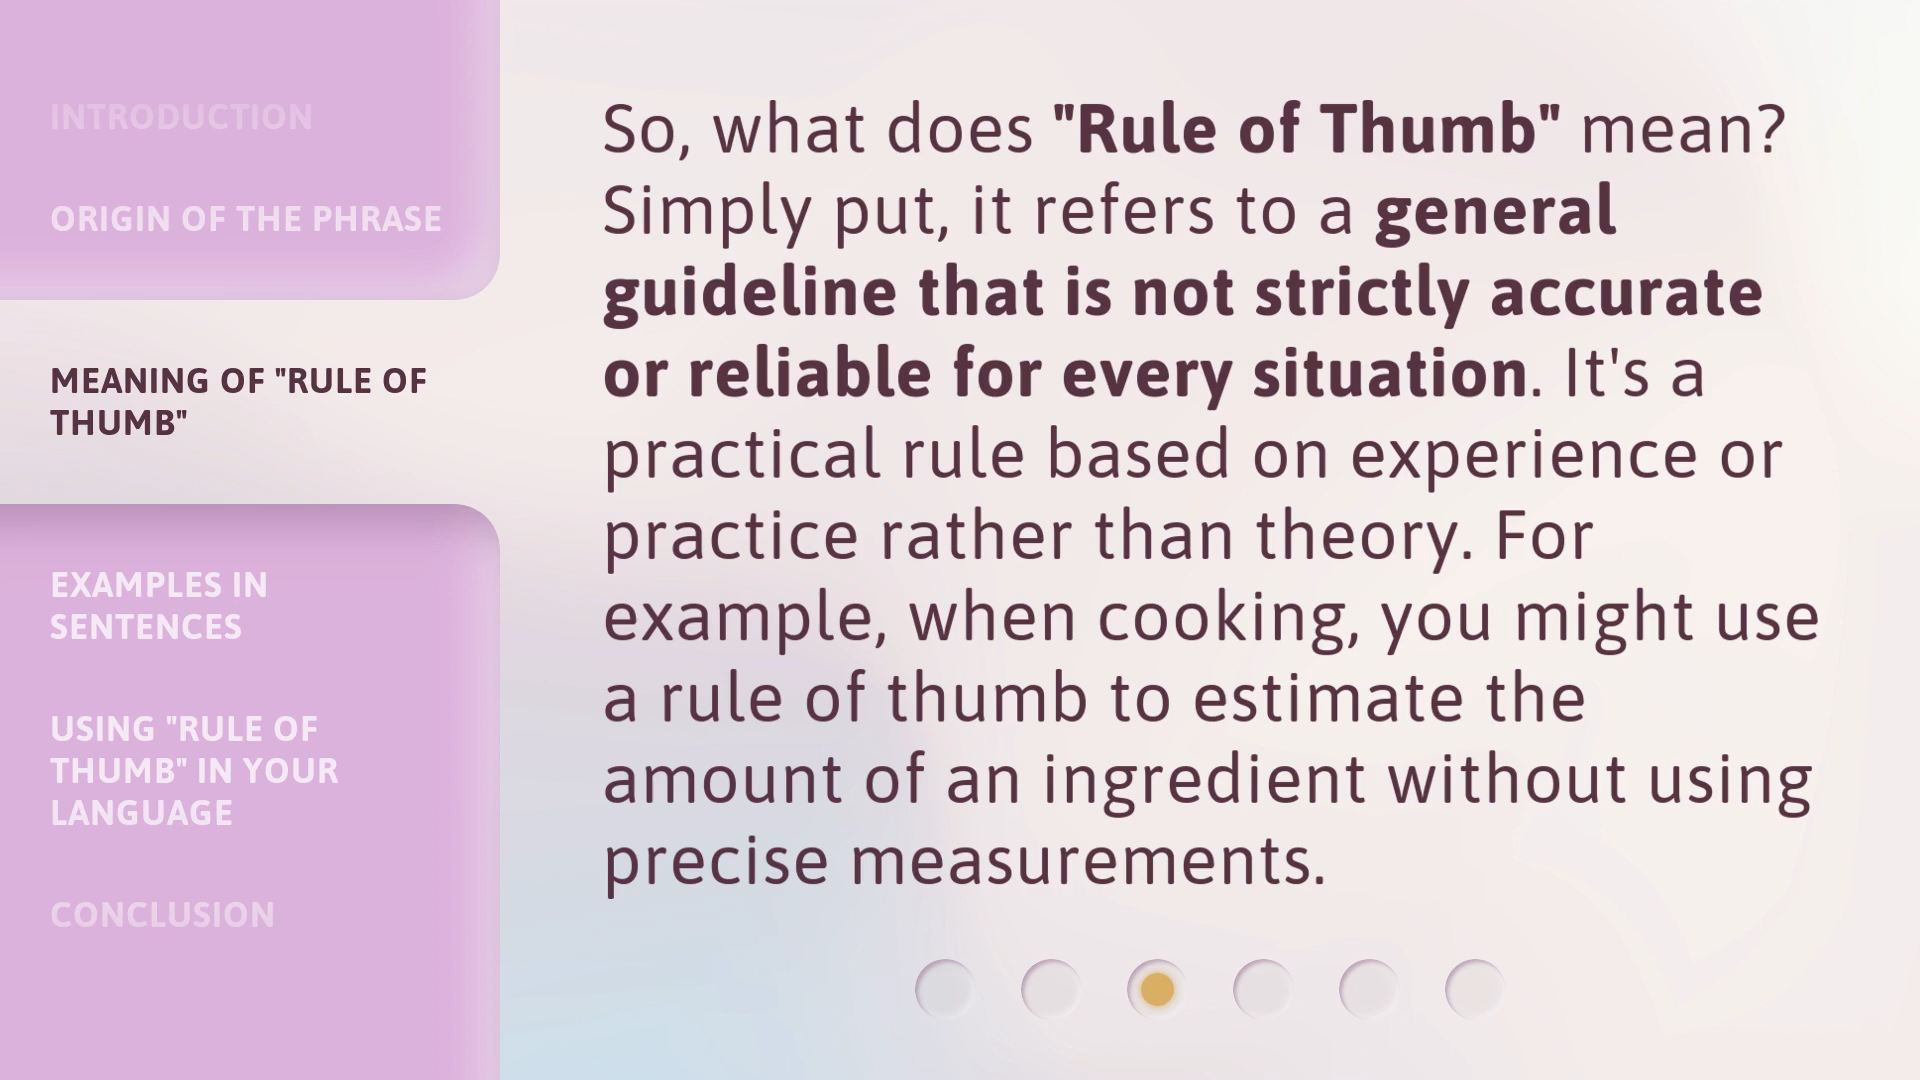 INTRODUCTION
ORIGIN OF THE PHRASE
MEANING OF "RULE OF
THUMB"
EXAMPLES IN
SENTENCES
USING "RULE OF
THUMB" IN YOUR
LANGUAGE
CONCLUSION
So, what does "Rule of Thumb" mean?
Simply put, it refers to a general
guideline that is not strictly accurate
or reliable for every situation. It's a
practical rule based on experience or
practice rather than theory. For
example, when cooking, you might use
a rule of thumb to estimate the
amount of an ingredient without using
precise measurements.